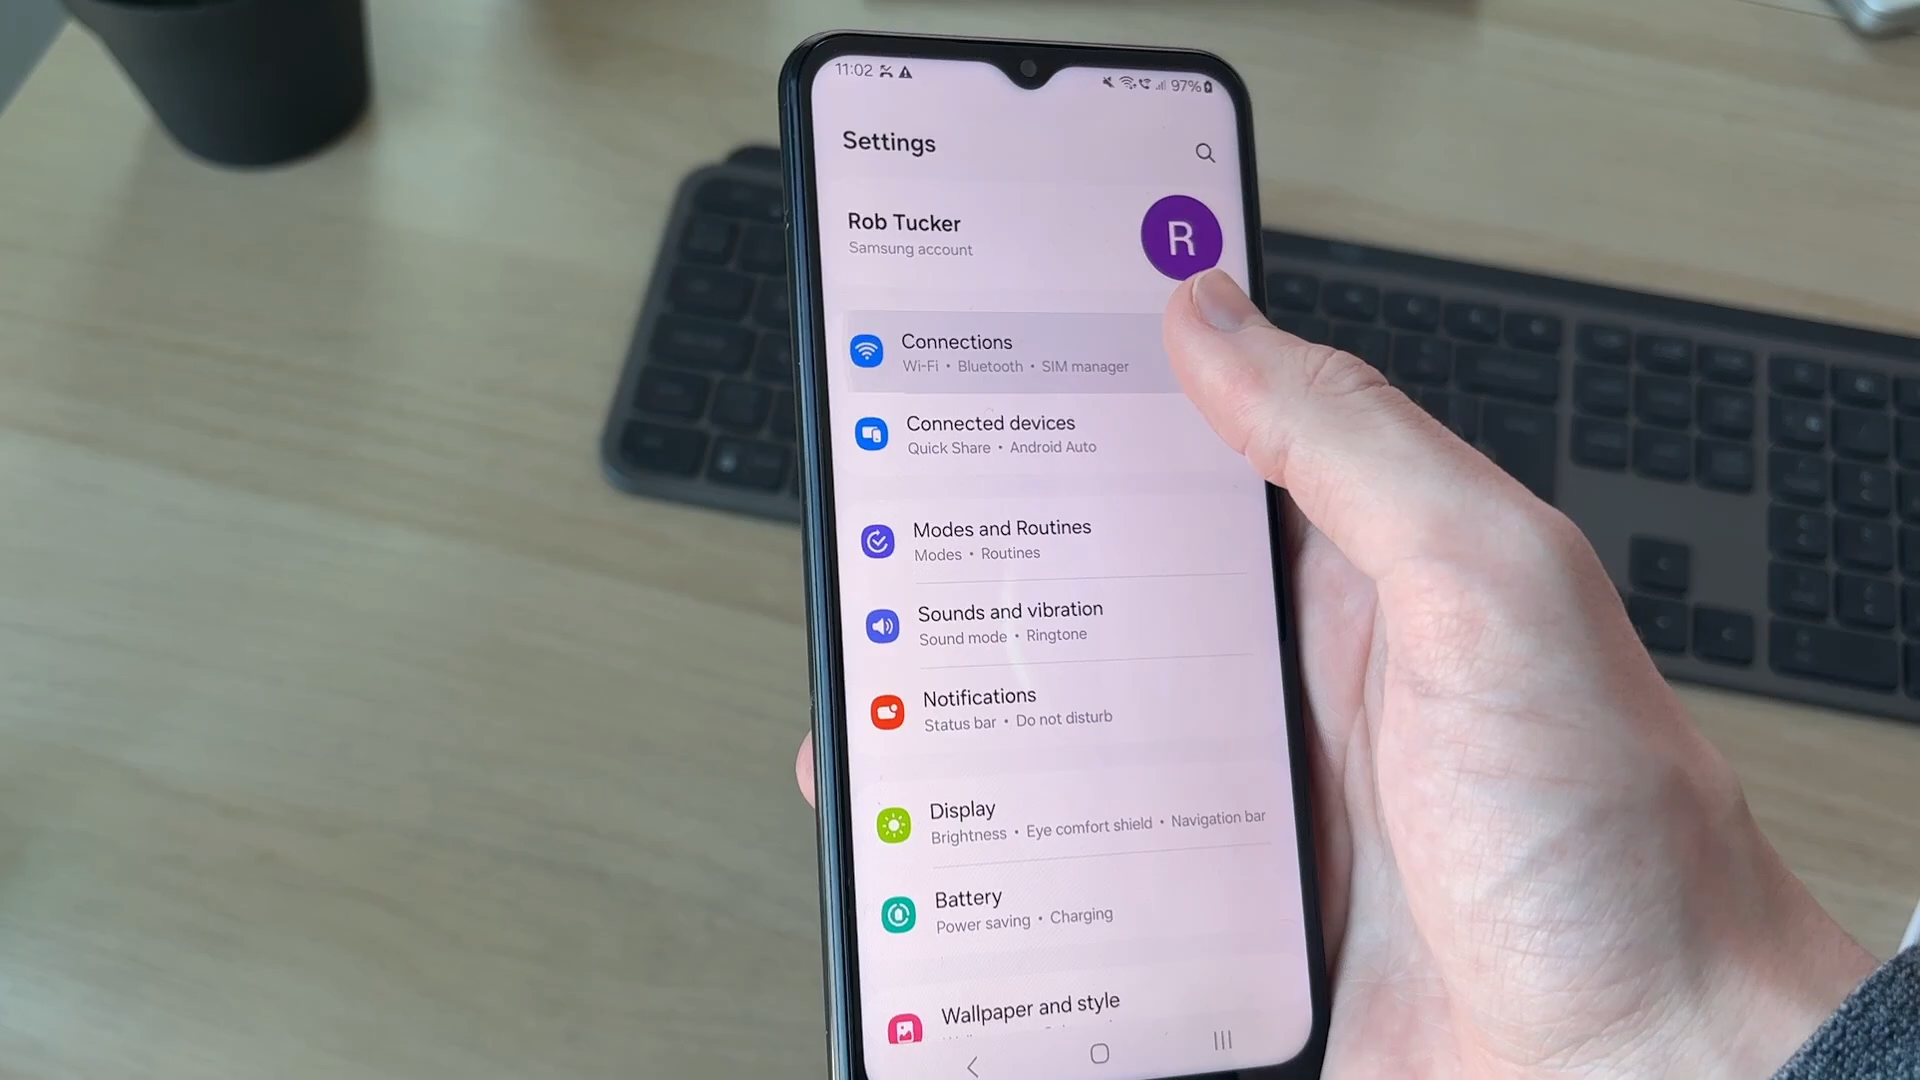 11:02
97%
Settings
Rob Tucker
Samsung account
R
Connections
Wi-Fi • Bluetooth • SIM manager
Connected devices
Quick Share • Android Auto
Modes and Routines
Modes • Routines
Sounds and vibration
Sound mode • Ringtone
Notifications
Status bar • Do not disturb
Display
Brightness • Eye comfort shield • Navigation bar
Battery
Power saving • Charging
Wallpaper and style